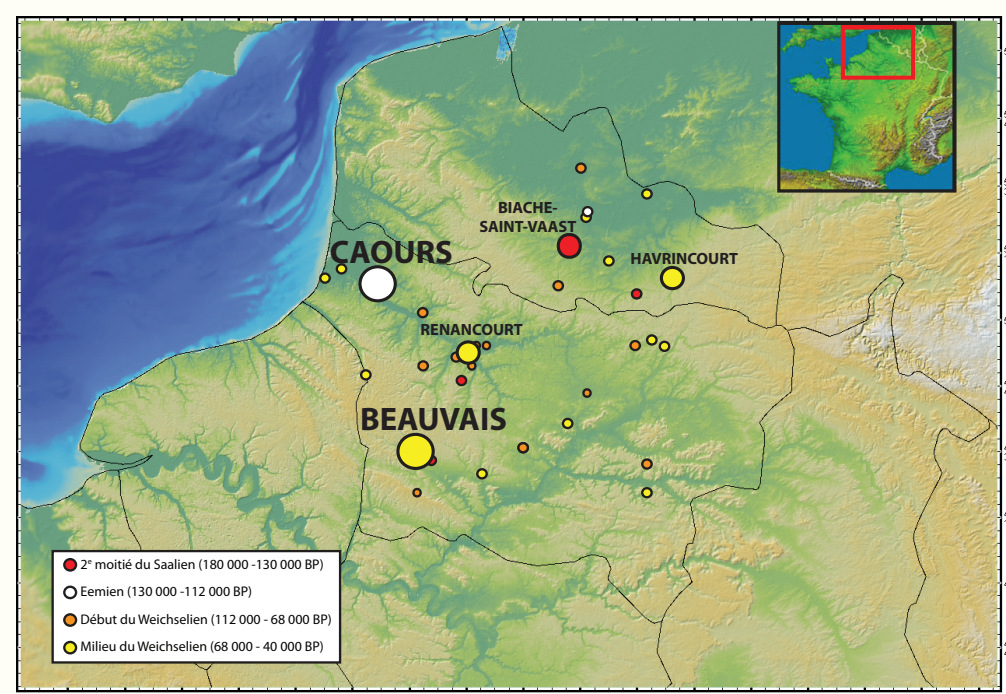 BIACHE-
SAINT-VAAST
CAOURS
HAVRINCOURT
RENANCOURT
BEAUVAIS
2e moitié du Saalien (180 000 -130 000 BP)
Eemien (130 000 -112 000 BP)
Début du Weichselien (112 000 - 68 000 BP)
Milieu du Weichselien (68 000 - 40 000 BP)